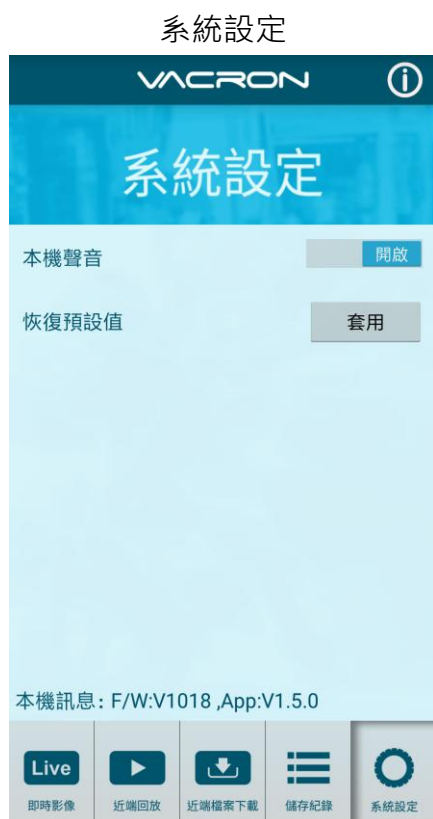 系統設定
VACRON
系統設定
本機聲音 開啟
恢復預設值 套用
本機訊息: F/W:V1018 ,App:V1.5.0
Live
即時影像 近端回放 近端檔案下載 儲存紀錄 系統設定